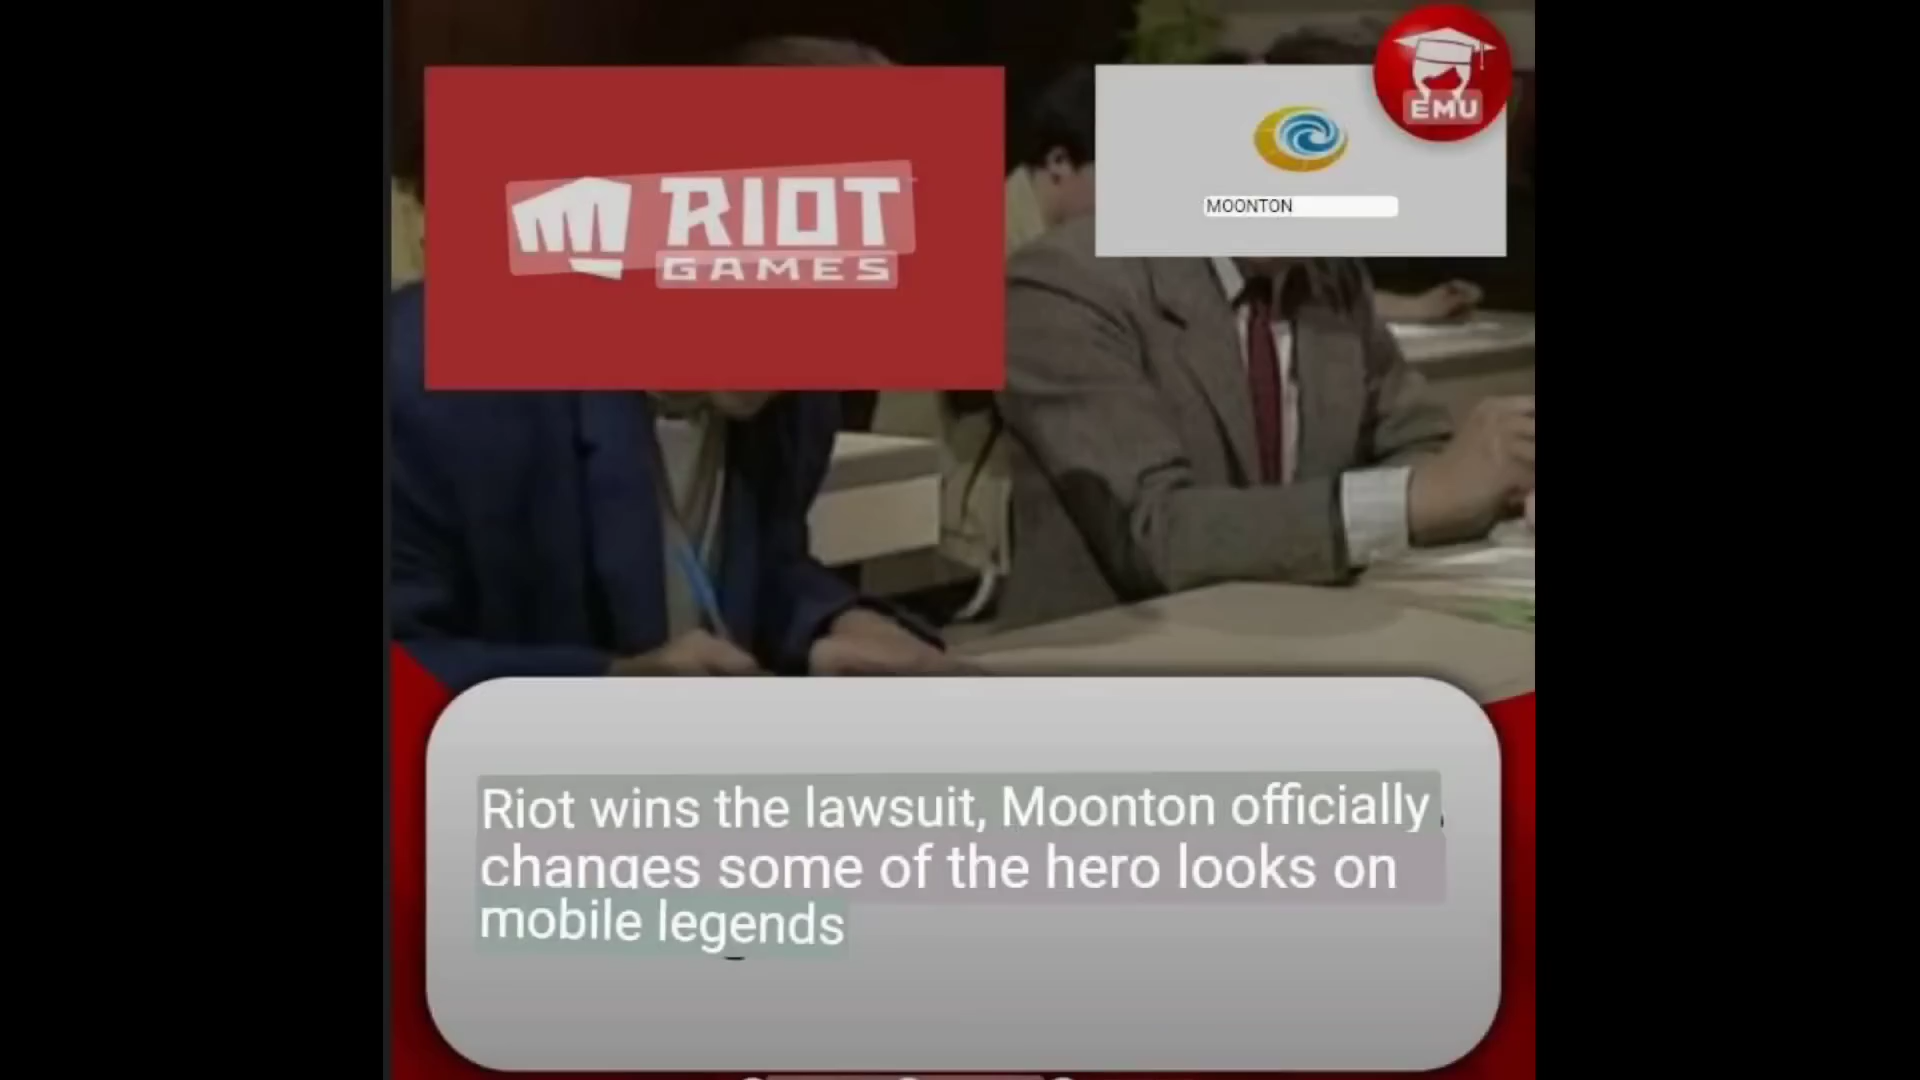 RIOT
GAMES
MOONTON
EMU
Riot wins the lawsuit, Moonton officially
changes some of the hero looks on
mobile legends